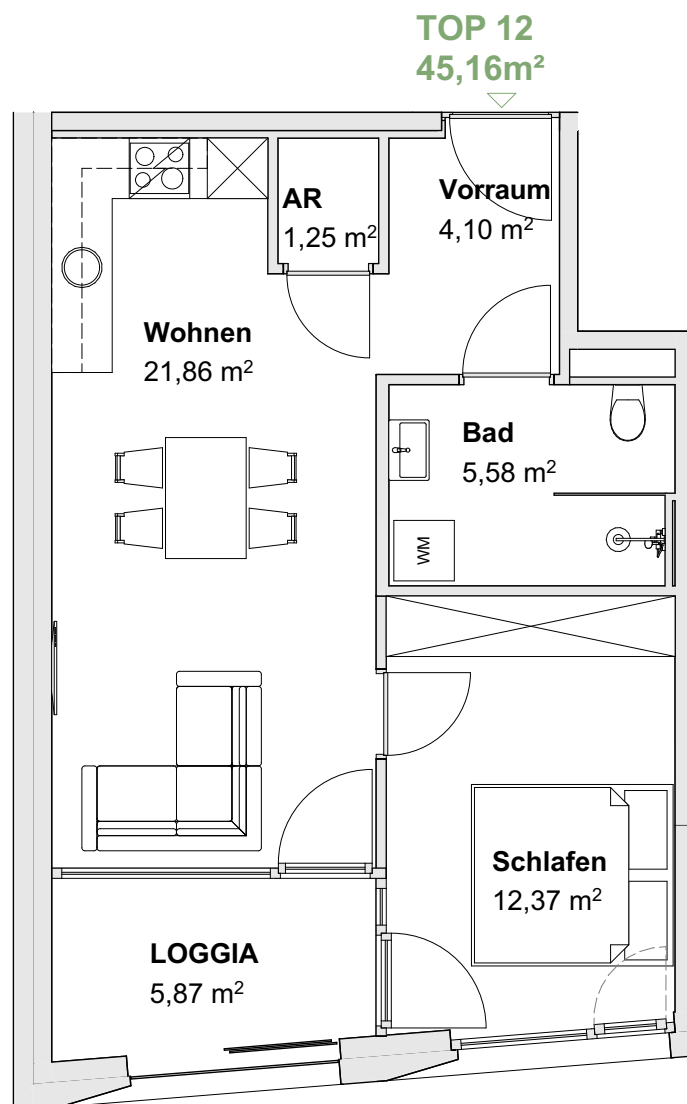 TOP 12
45,16m²
AR
1,25 m²
Vorraum
4,10 m²
Wohnen
21,86 m²
Bad
5,58 m²
WM
Schlafen
12,37 m²
LOGGIA
5,87 m²